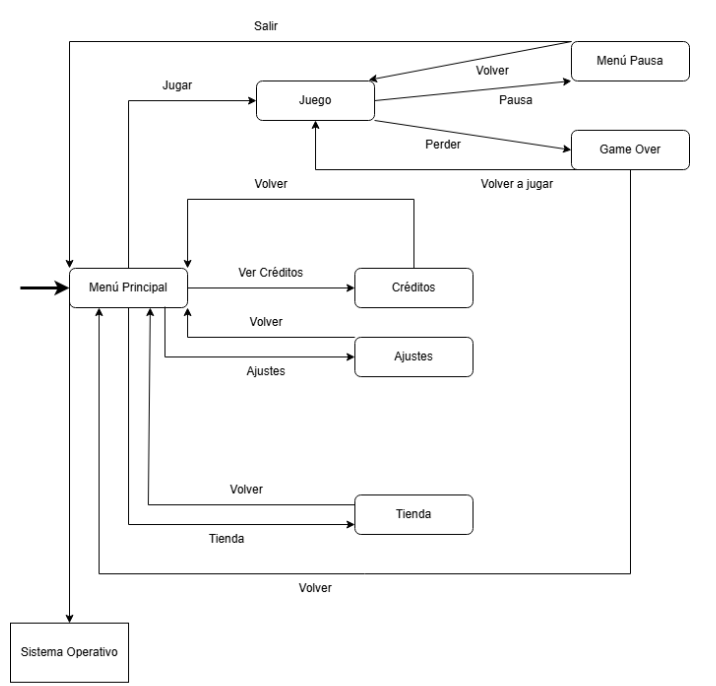 Salir
Menú Pausa
Volver
Jugar
Juego
Pausa
Perder
Game Over
Volver
Volver a jugar
Ver Créditos
Menú Principal
Créditos
Volver
Ajustes
Ajustes
Volver
Tienda
Tienda
Volver
Sistema Operativo